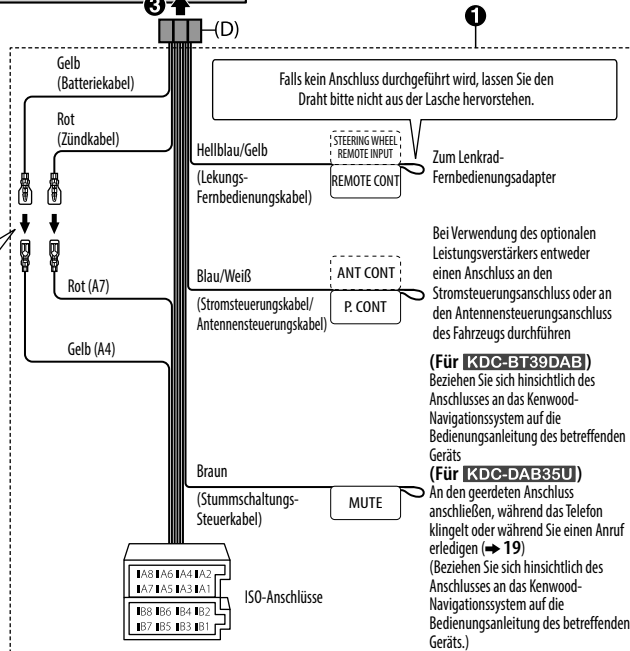 ❸
(D)
❶
Gelb
(Batteriekabel)
Rot
(Zündkabel)
Falls kein Anschluss durchgeführt wird, lassen Sie den
Draht bitte nicht aus der Lasche hervorstehen.
Hellblau/Gelb
(Lekungs-
Fernbedienungskabel)
STEERING WHEEL
REMOTE INPUT
REMOTE CONT
Zum Lenkrad-
Fernbedienungsadapter
Rot (A7)
Gelb (A4)
Blau/Weiß
(Stromsteuerungskabel/
Antennensteuerungskabel)
ANT CONT
P. CONT
Bei Verwendung des optionalen
Leistungsverstärkers entweder
einen Anschluss an den
Stromsteuerungsanschluss oder an
den Antennensteuerungsanschluss
des Fahrzeugs durchführen
Braun
(Stummschaltungs-
Steuerkabel)
MUTE
(Für KDC-BT39DAB)
Beziehen Sie sich hinsichtlich des
Anschlusses an das Kenwood-
Navigationssystem auf die
Bedienungsanleitung des betreffenden
Geräts
(Für KDC-DAB35U)
An den geerdeten Anschluss
anschließen, während das Telefon
klingelt oder während Sie einen Anruf
erledigen (➡ 19)
(Beziehen Sie sich hinsichtlich des
Anschlusses an das Kenwood-
Navigationssystem auf die
Bedienungsanleitung des betreffenden
Geräts.)
A8 A6 A4 A2
A7 A5 A3 A1
B8 B6 B4 B2
B7 B5 B3 B1
ISO-Anschlüsse